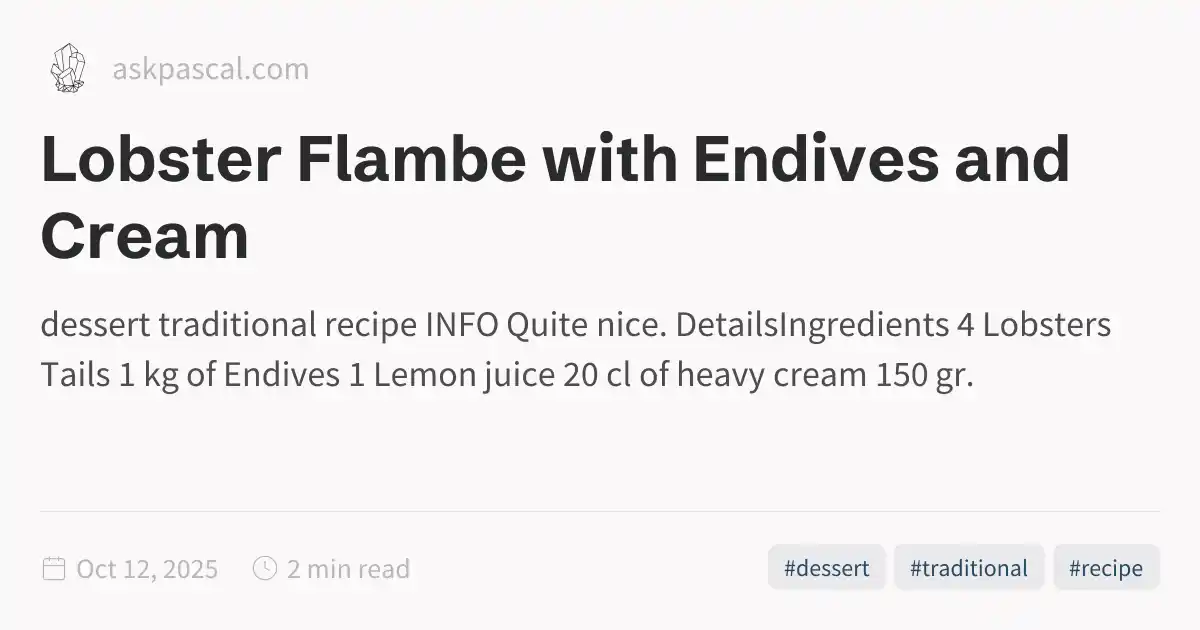 askpascal.com
Lobster Flambe with Endives and
Cream
dessert traditional recipe INFO Quite nice. DetailsIngredients 4 Lobsters
Tails 1 kg of Endives 1 Lemon juice 20 cl of heavy cream 150 gr.
Oct 12, 2025 2 min read #dessert #traditional #recipe